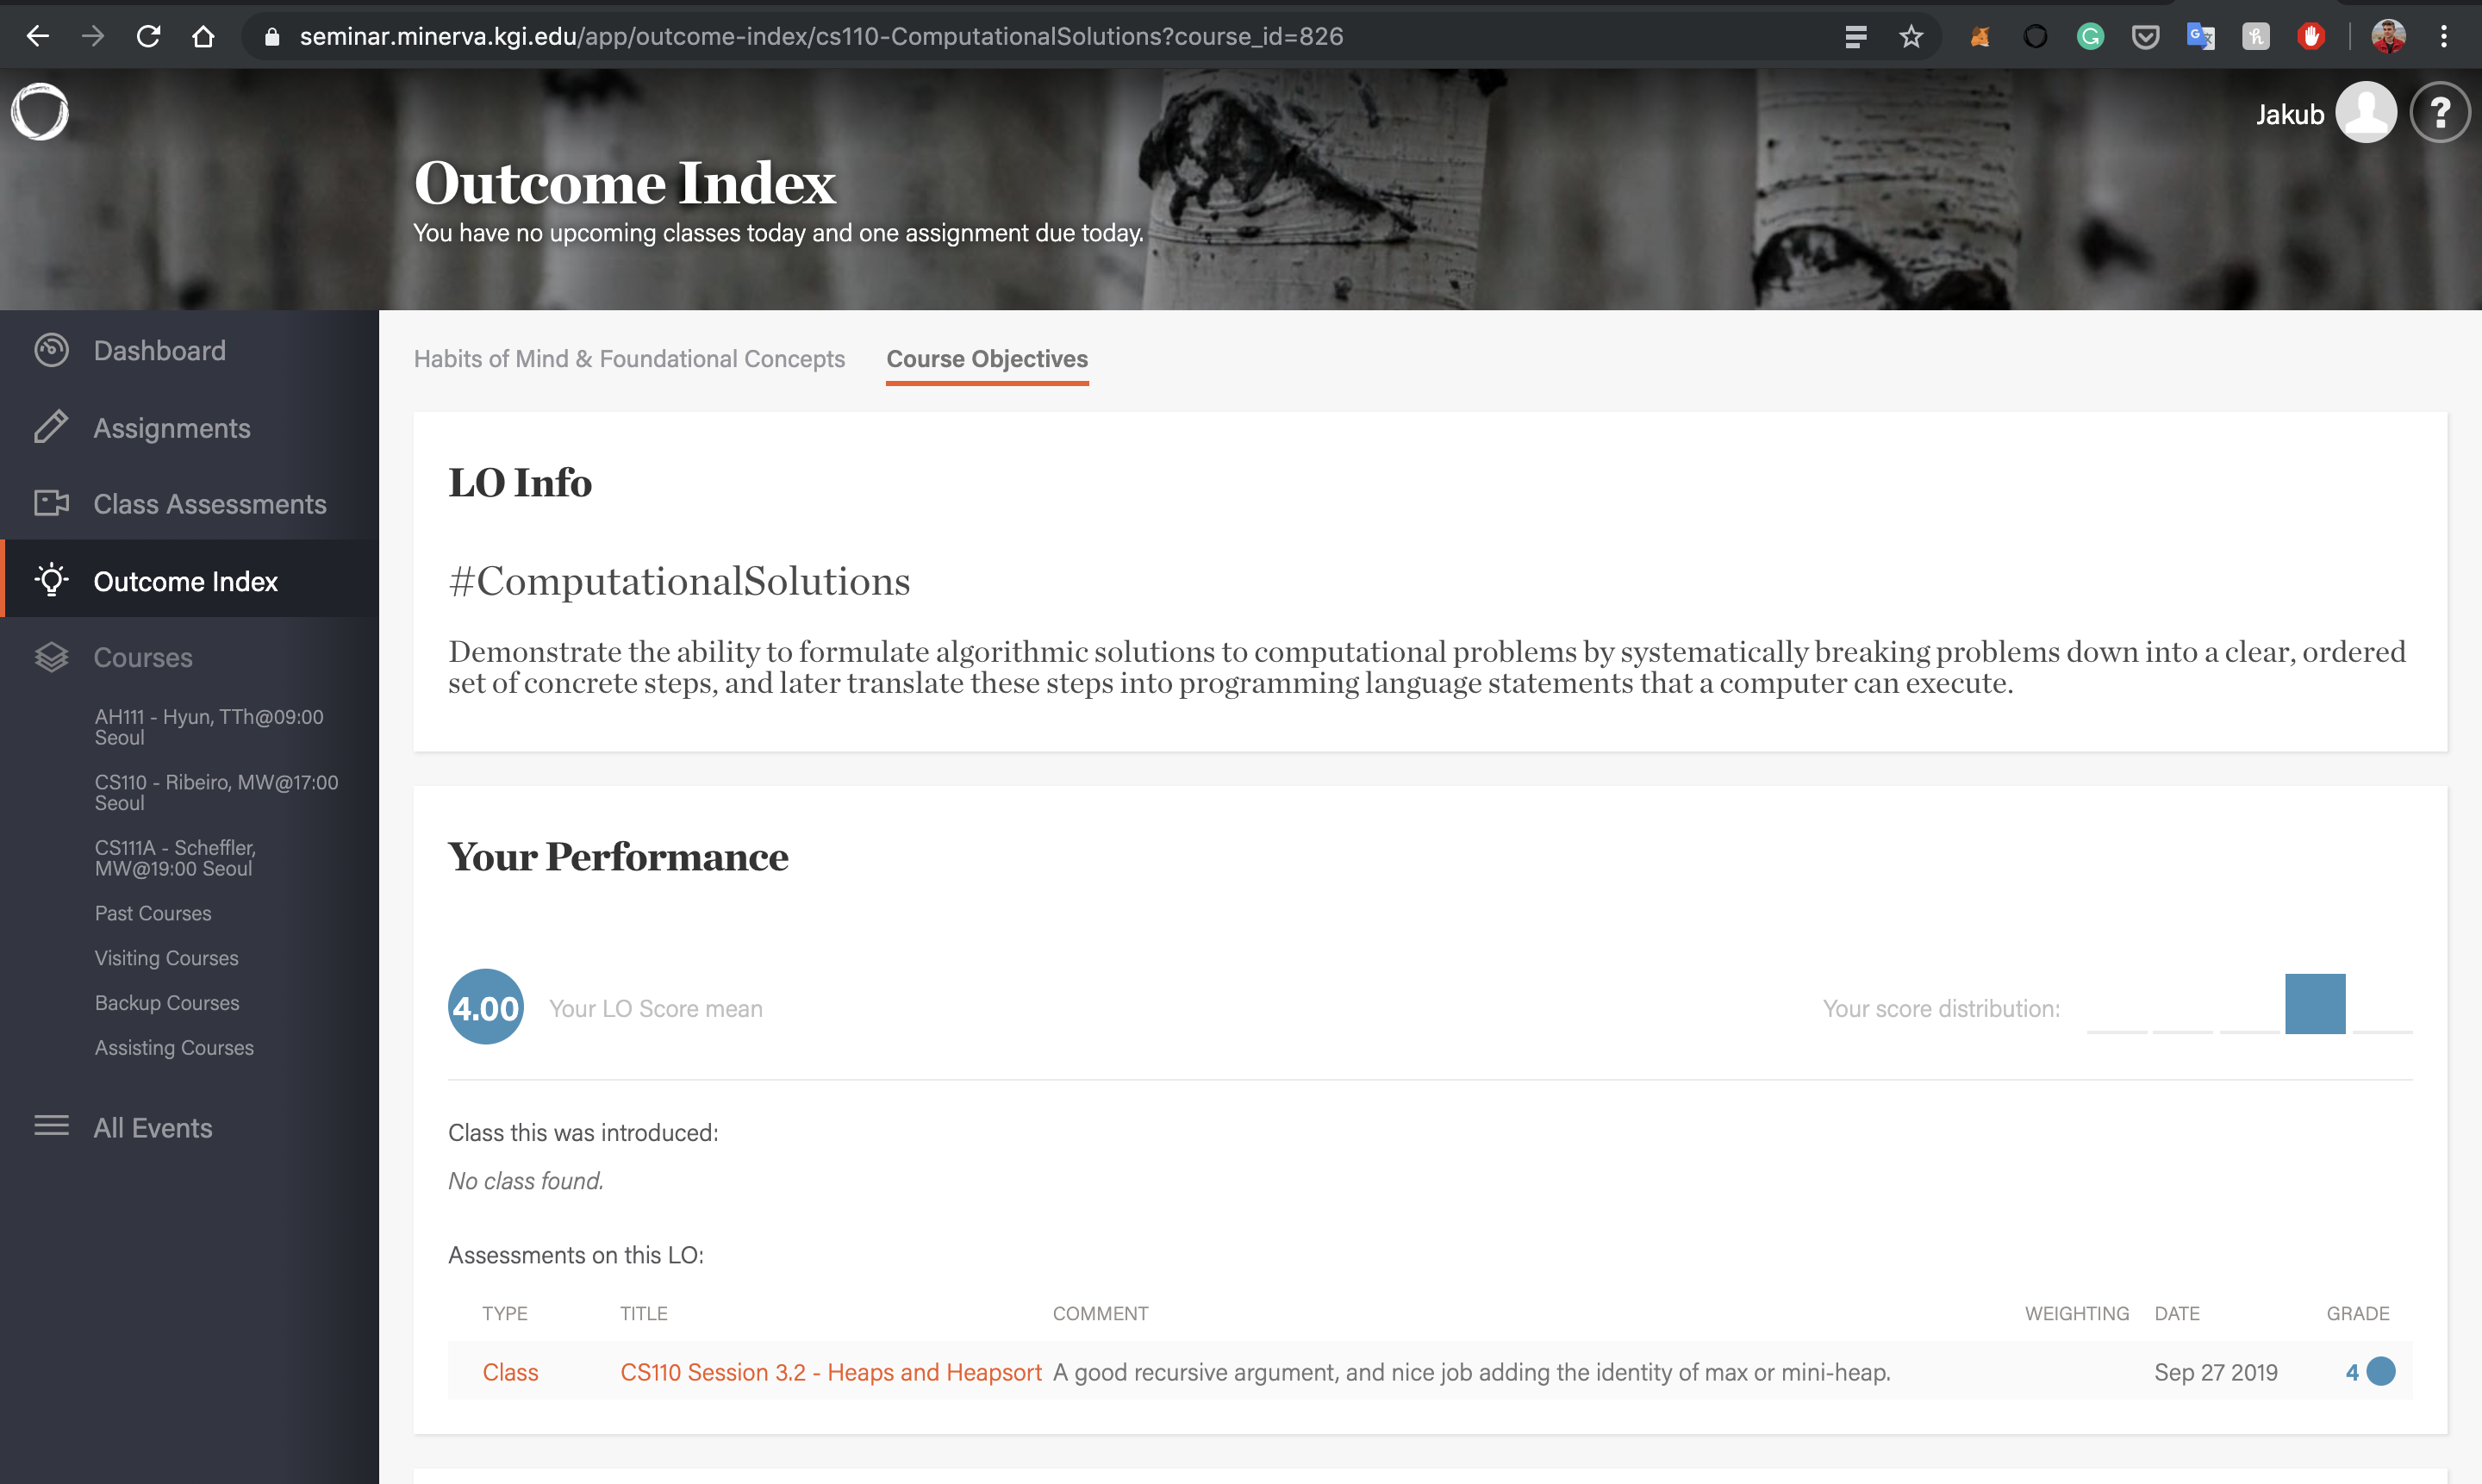 seminar.minerva.kgi.edu/app/outcome-index/cs110-ComputationalSolutions?course_id=826
Jakub
?
Outcome Index
You have no upcoming classes today and one assignment due today.
Dashboard
Assignments
Class Assessments
Outcome Index
Courses
AH111 - Hyun, TTh@09:00
Seoul
CS110 - Ribeiro, MW@17:00
Seoul
CS111A - Scheffler,
MW@19:00 Seoul
Past Courses
Visiting Courses
Backup Courses
Assisting Courses
All Events
Habits of Mind & Foundational Concepts Course Objectives
LO Info
#ComputationalSolutions
Demonstrate the ability to formulate algorithmic solutions to computational problems by systematically breaking problems down into a clear, ordered
set of concrete steps, and later translate these steps into programming language statements that a computer can execute.
Your Performance
4.00 Your LO Score mean Your score distribution:
Class this was introduced:
No class found.
Assessments on this LO:
TYPE TITLE COMMENT WEIGHTING DATE GRADE
Class CS110 Session 3.2 - Heaps and Heapsort A good recursive argument, and nice job adding the identity of max or mini-heap. Sep 27 2019 4